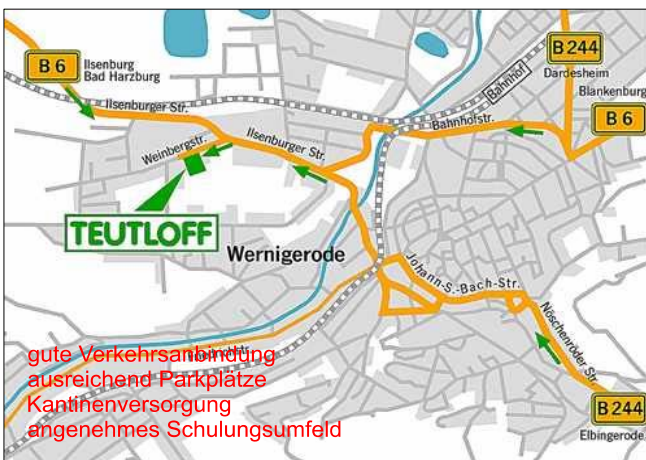 B 6
Ilsenburg
Bad Harzburg
B 244
Dardesheim
Blankenburg
B 6
Bahnhof
Ilsenburger Str.
Bahnhofstr.
Weinbergstr.
Ilsenburger Str.
TEUTLOFF
Wernigerode
Johann-S.-Bach-Str.
Nöschenröder Str.
gute Verkehrsanbindung
ausreichend Parkplätze
Kantinenversorgung
angenehmes Schulungsumfeld
B 244
Elbingerode